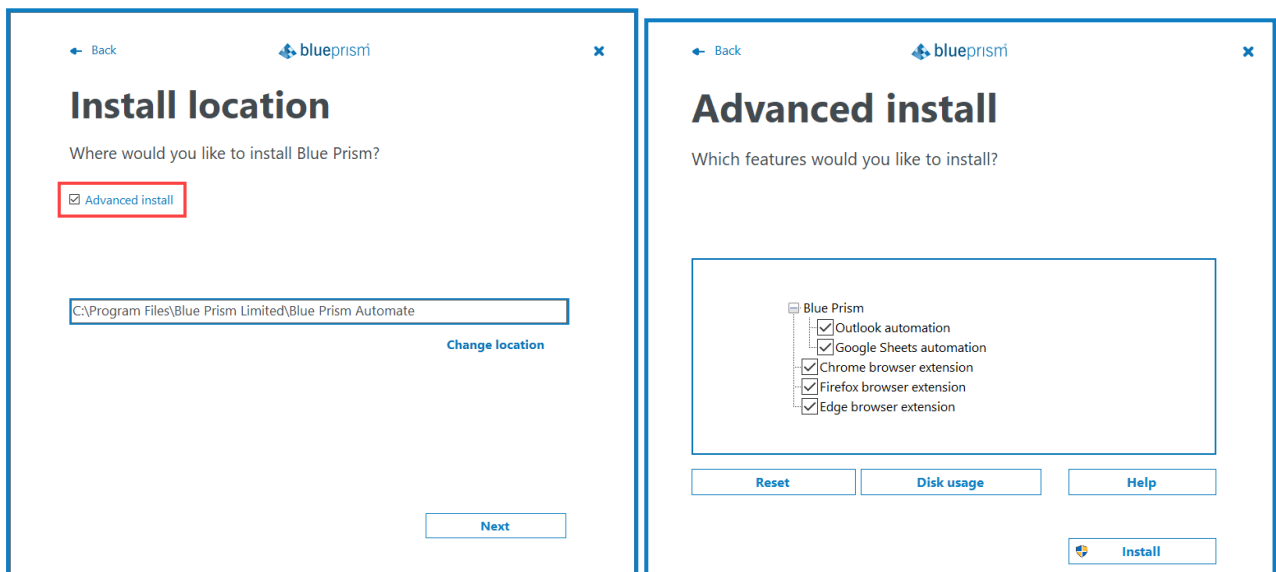 Back
blueprism
Install location
Where would you like to install Blue Prism?
Advanced install
C:\Program Files\Blue Prism Limited\Blue Prism Automate
Change location
Next
Back
blueprism
Advanced install
Which features would you like to install?
Blue Prism
Outlook automation
Google Sheets automation
Chrome browser extension
Firefox browser extension
Edge browser extension
Reset
Disk usage
Help
Install